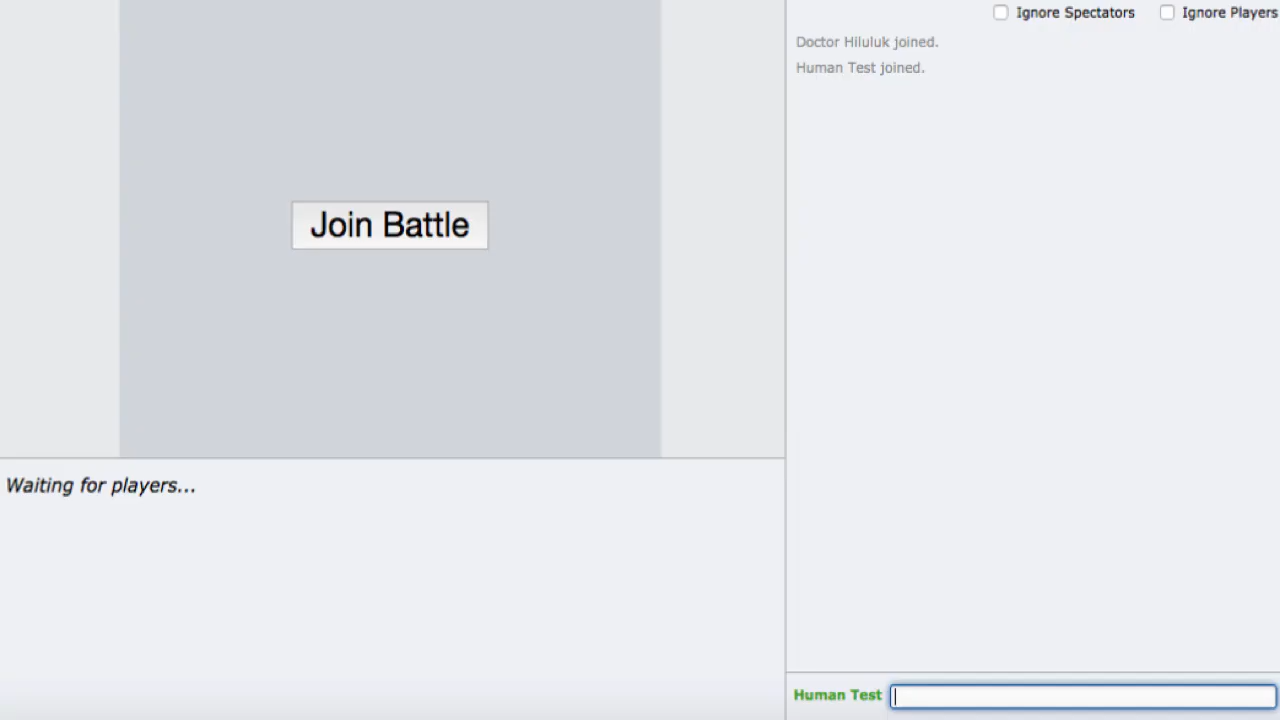 Ignore Spectators Ignore Players
Doctor Hiluluk joined.
Human Test joined.
Join Battle
Waiting for players...
Human Test